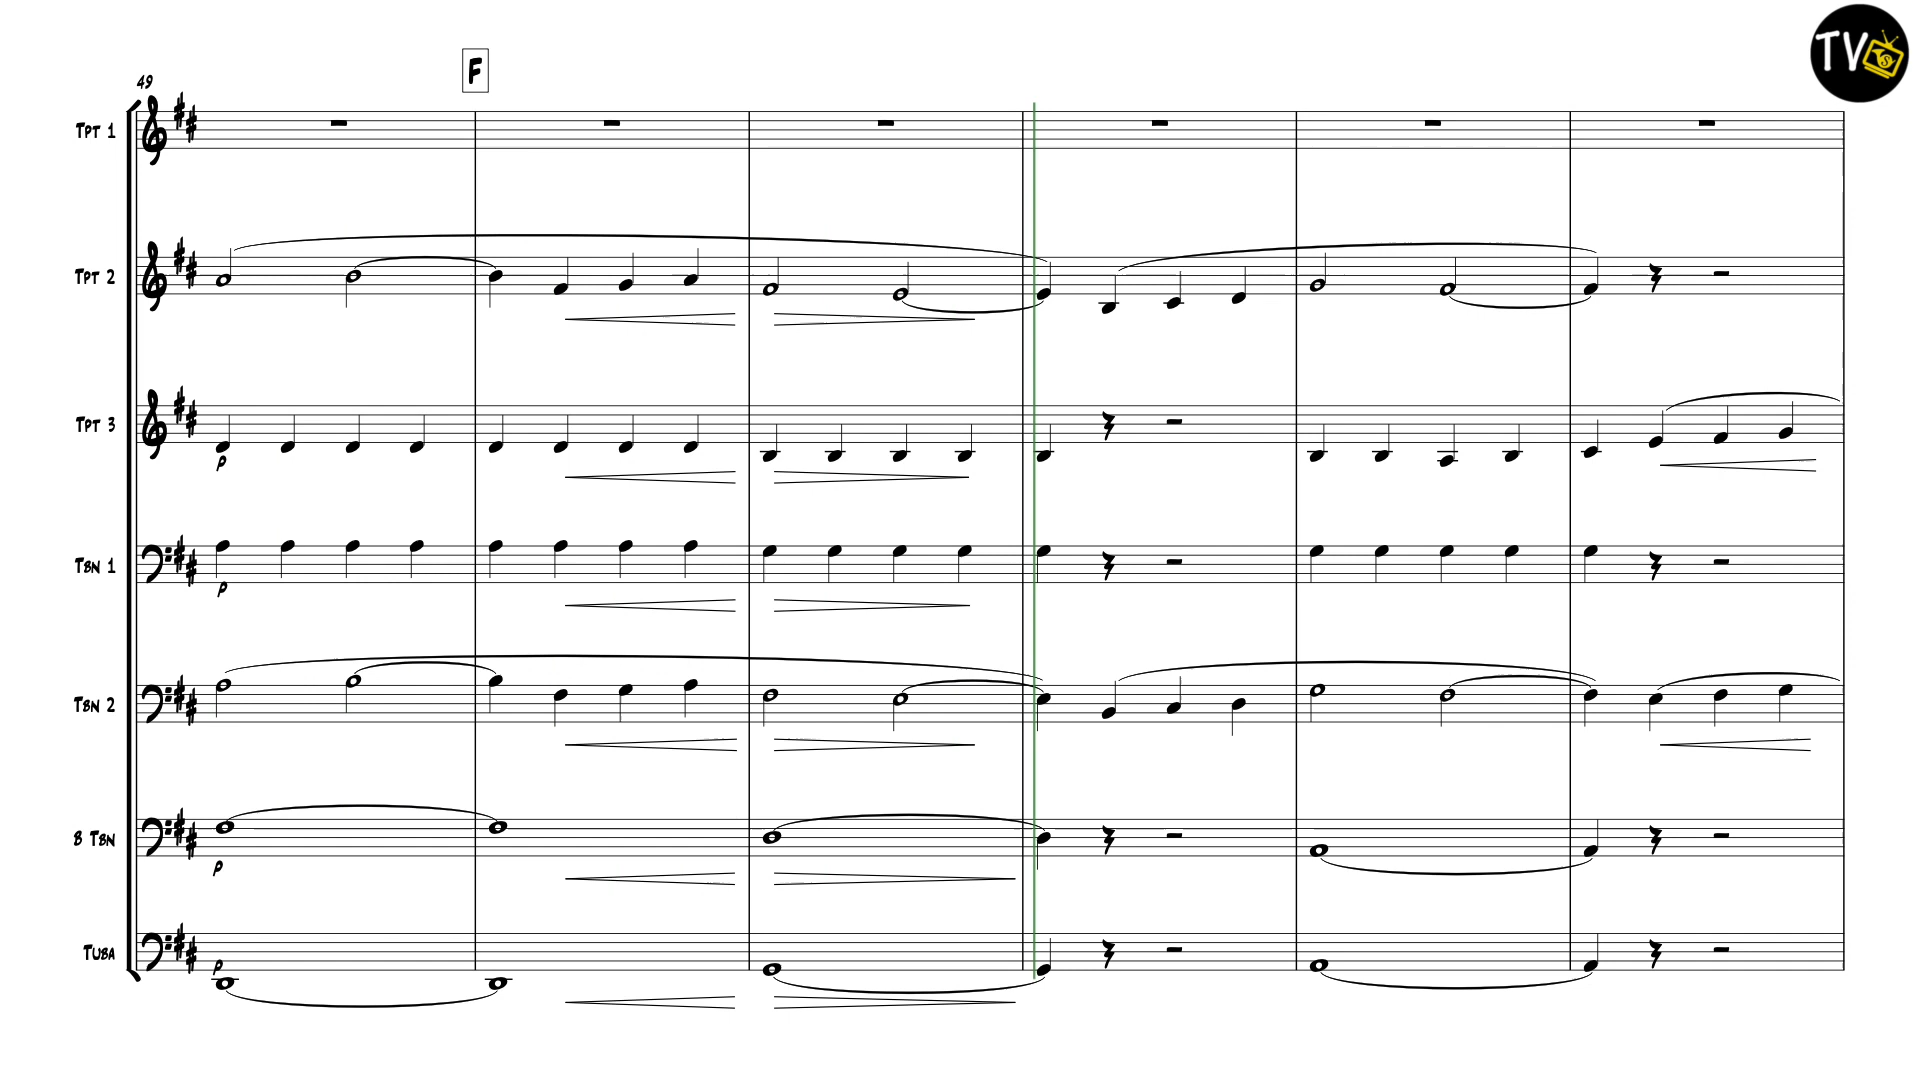 TV
49
F
TPT 1
TPT 2
TPT 3
p
TBN 1
p
TBN 2
B TBN
p
TUBA
p